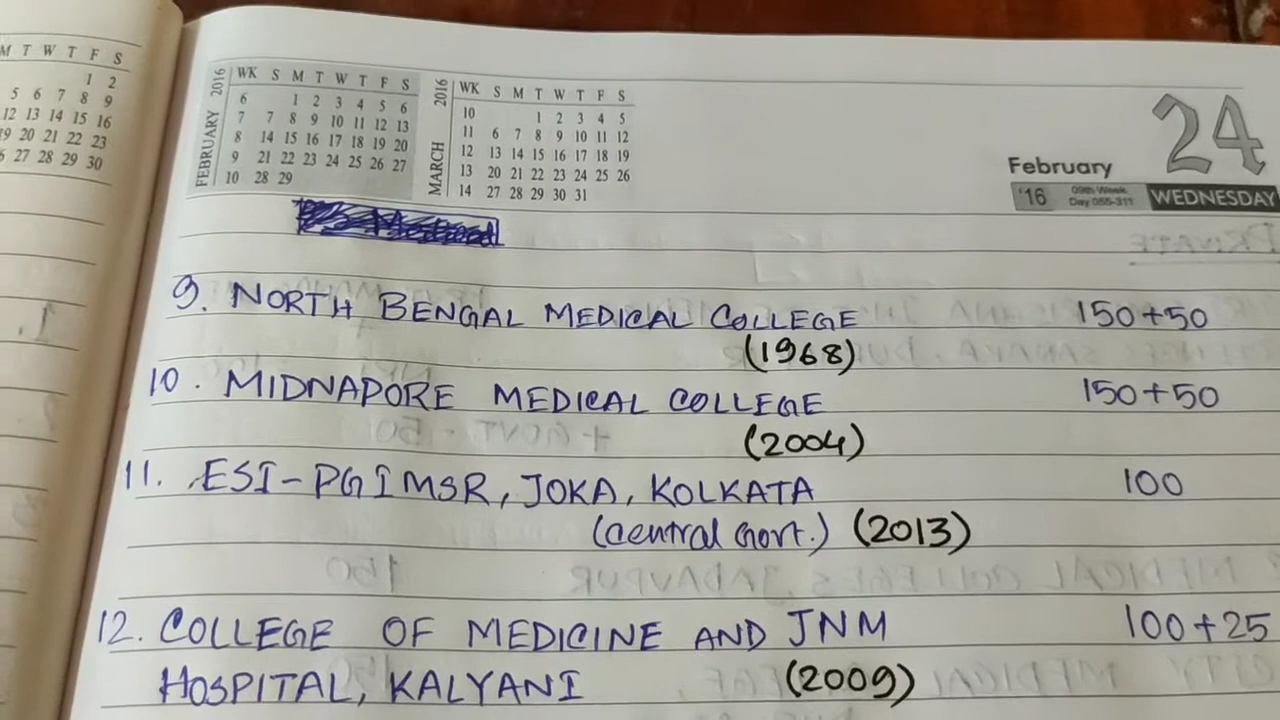 M T W T F S
1 2
5 6 7 8 9
12 13 14 15 16
19 20 21 22 23
26 27 28 29 30
FEBRUARY 2016
WK S M T W T F S
6 1 2 3 4 5 6
7 7 8 9 10 11 12 13
8 14 15 16 17 18 19 20
9 21 22 23 24 25 26 27
10 28 29
MARCH 2016
WK S M T W T F S
10 1 2 3 4 5
11 6 7 8 9 10 11 12
12 13 14 15 16 17 18 19
13 20 21 22 23 24 25 26
14 27 28 29 30 31
24
February
'16 09th Week Day 055-311 WEDNESDAY
9. NORTH BENGAL MEDICAL COLLEGE 150+50
(1968)
10. MIDNAPORE MEDICAL COLLEGE 150+50
(2004)
11. ESI-PGIMSR, JOKA, KOLKATA 100
(Central Govt.) (2013)
12. COLLEGE OF MEDICINE AND JNM 100+25
HOSPITAL, KALYANI (2009)